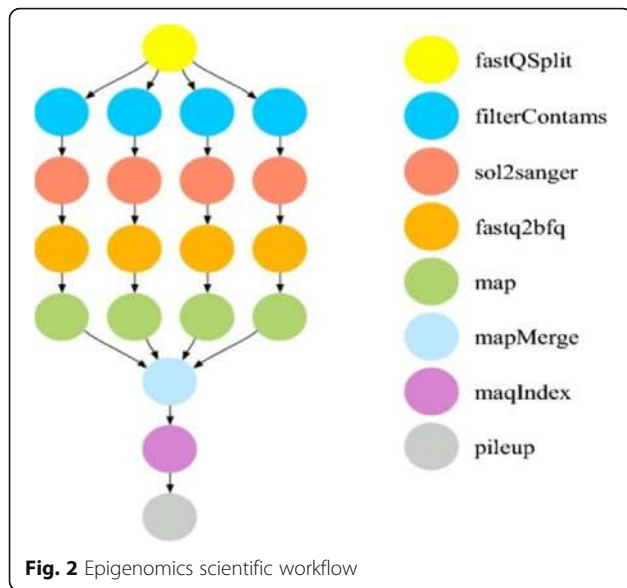 fastQSplit
filterContams
sol2sanger
fastq2bfq
map
mapMerge
maqIndex
pileup
Fig. 2 Epigenomics scientific workflow